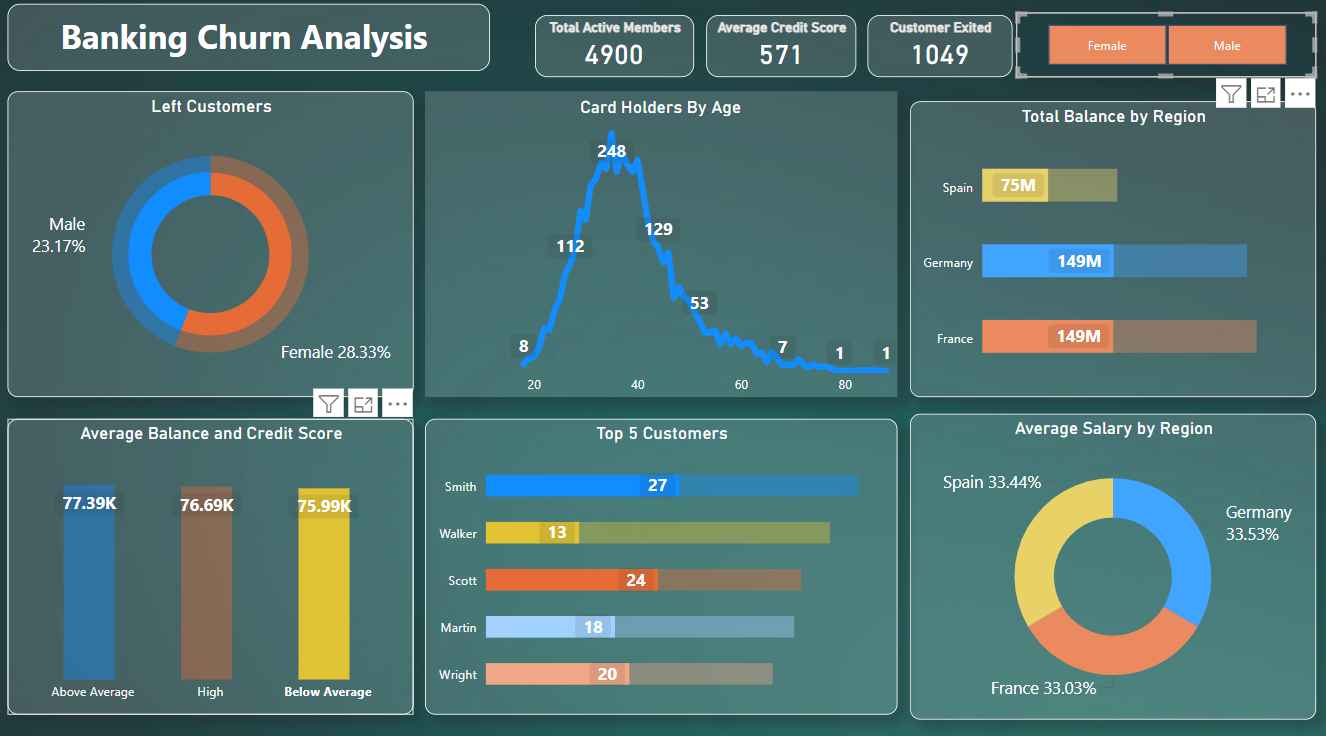 Banking Churn Analysis
Total Active Members
4900
Average Credit Score
571
Customer Exited
1049
Female
Male
Left Customers
Male
23.17%
Female 28.33%
Card Holders By Age
248
129
112
53
8
7
1
1
20
40
60
80
Total Balance by Region
Spain
75M
Germany
149M
France
149M
Average Balance and Credit Score
77.39K
76.69K
75.99K
Above Average
High
Below Average
Top 5 Customers
Smith
27
Walker
13
Scott
24
Martin
18
Wright
20
Average Salary by Region
Spain 33.44%
Germany
33.53%
France 33.03%